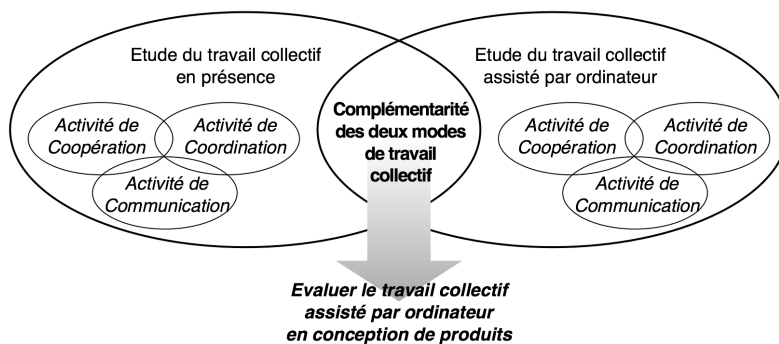 Etude du travail collectif
en présence
Etude du travail collectif
assisté par ordinateur
Complémentarité
des deux modes
de travail
collectif
Activité de
Coopération
Activité de
Coordination
Activité de
Communication
Activité de
Coopération
Activité de
Coordination
Activité de
Communication
Evaluer le travail collectif
assisté par ordinateur
en conception de produits